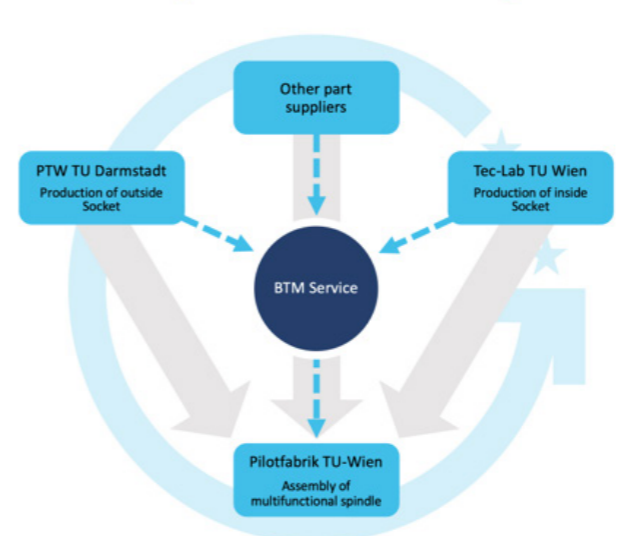 Other part
suppliers
PTW TU Darmstadt
Production of outside
Socket
Tec-Lab TU Wien
Production of inside
Socket
BTM Service
Pilotfabrik TU-Wien
Assembly of
multifunctional spindle